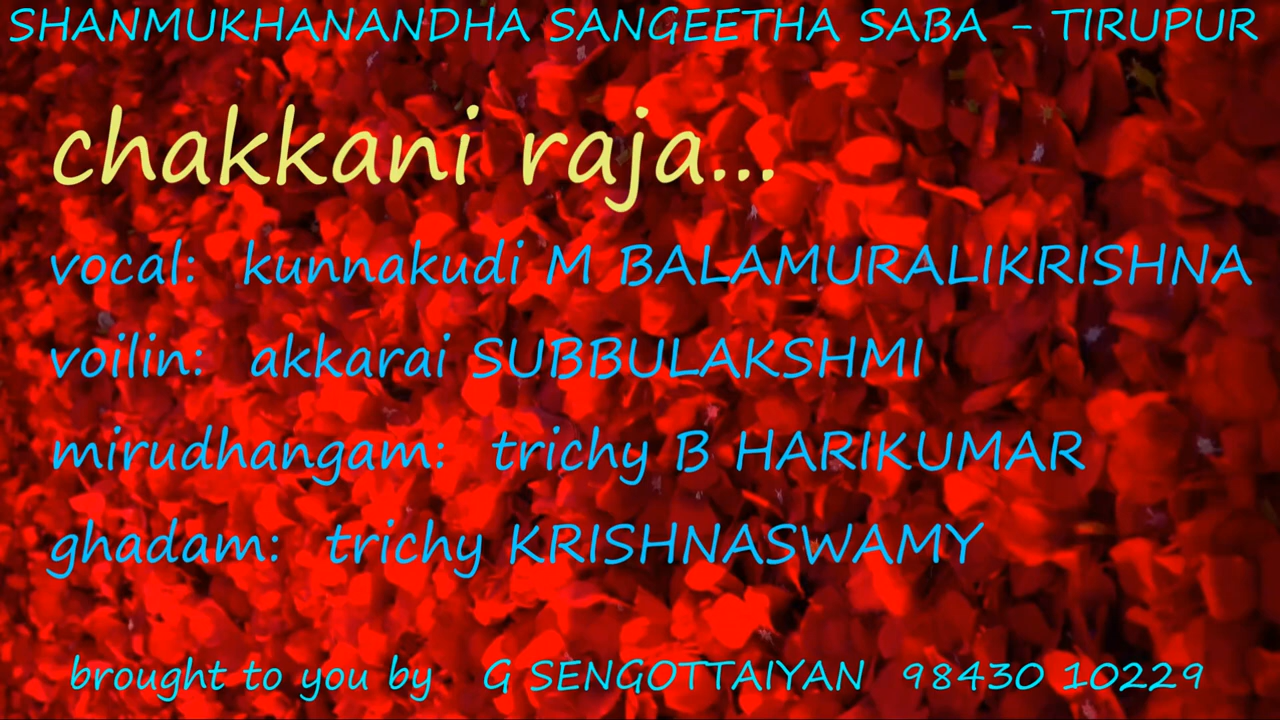 SHANMUKHANANDHA SANGEETHA SABA - TIRUPUR
chakkani raja...
vocal: kunnakudi M BALAMURALIKRISHNA
voilin: akkarai SUBBULAKSHMI
mirudhangam: trichy B HARIKUMAR
ghadam: trichy KRISHNASWAMY
brought to you by G SENGOTTAIYAN 98430 10229